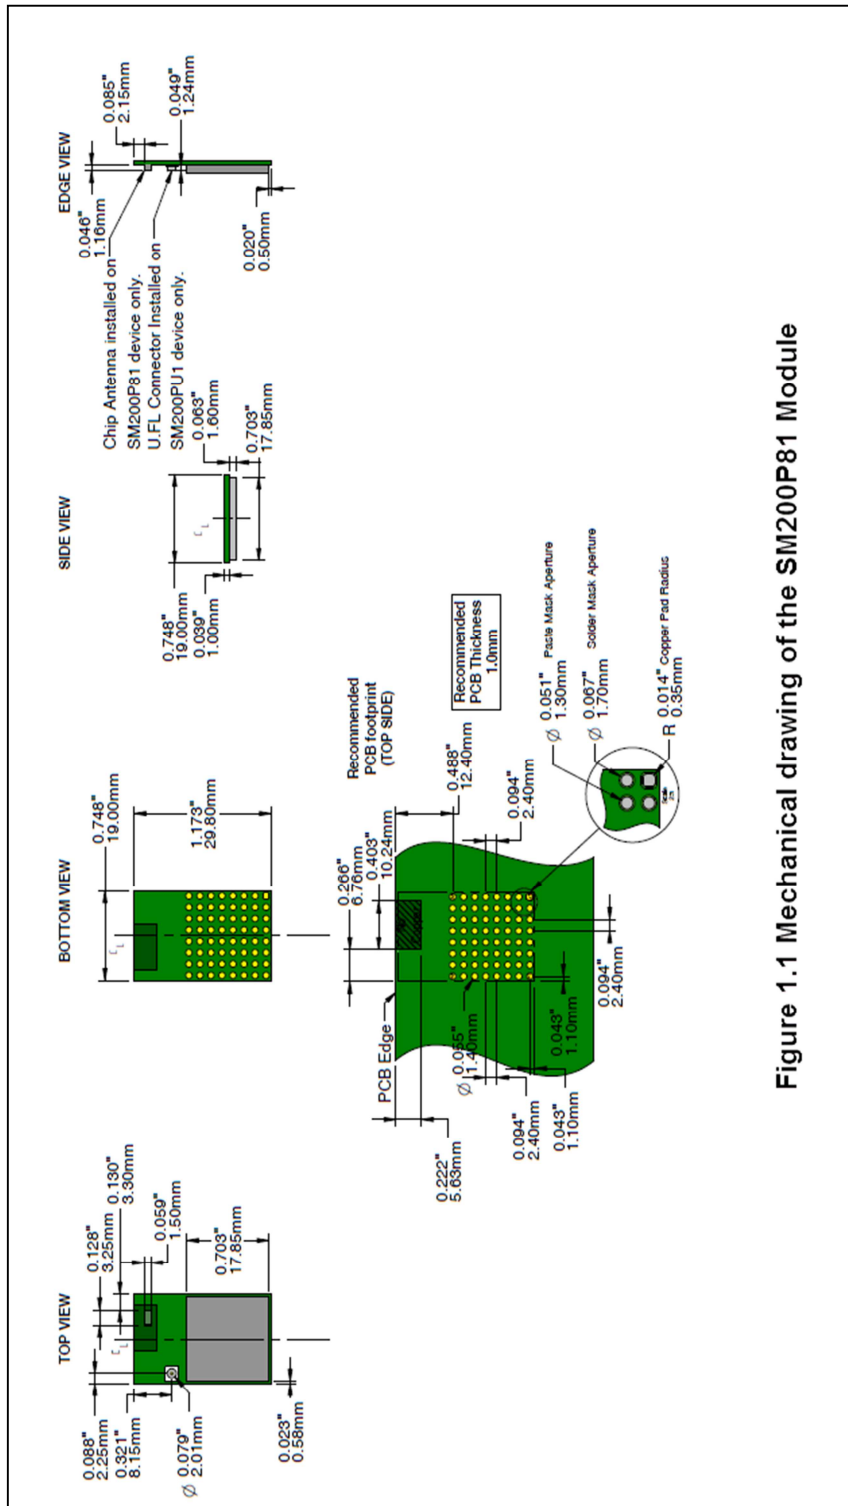 TOP VIEW
0.088"
2.25mm
0.321"
8.15mm
Ø 0.079"
2.01mm
0.128"
3.25mm
0.130"
3.30mm
0.059"
1.50mm
0.703"
17.85mm
0.023"
0.58mm
C
L
BOTTOM VIEW
0.748"
19.00mm
1.173"
29.80mm
C
L
SIDE VIEW
0.748"
19.00mm
0.039"
1.00mm
C
L
0.063"
1.60mm
0.703"
17.85mm
EDGE VIEW
0.046"
1.16mm
0.085"
2.15mm
0.049"
1.24mm
0.020"
0.50mm
Chip Antenna installed on
SM200P81 device only.
U.FL Connector Installed on
SM200PU1 device only.
Recommended
PCB footprint
(TOP SIDE)
PCB Edge
0.222"
5.63mm
Ø 0.055"
1.40mm
0.094"
2.40mm
0.043"
1.10mm
0.266"
6.76mm
0.403"
10.24mm
0.488"
12.40mm
0.094"
2.40mm
0.043"
1.10mm
0.094"
2.40mm
Recommended
PCB Thickness
1.0mm
Ø 0.051" Paste Mask Aperture
1.30mm
Ø 0.067" Solder Mask Aperture
1.70mm
R 0.014" Copper Pad Radius
0.35mm
Scale
Figure 1.1 Mechanical drawing of the SM200P81 Module